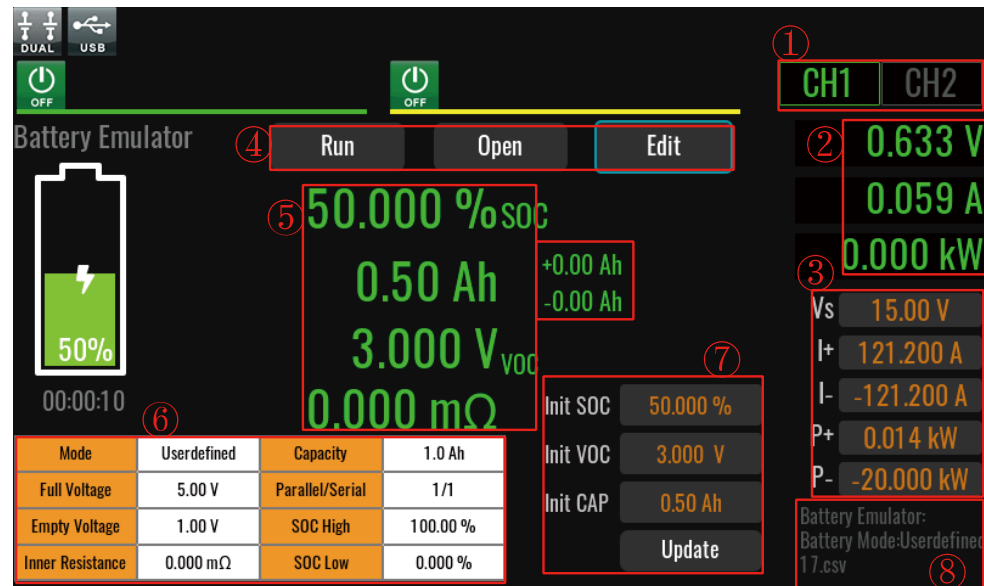 DUAL USB
①
OFF OFF
CH1 CH2
Battery Emulator
④ Run Open Edit
② 0.633 V
0.059 A
0.000 kW
⑤ 50.000 % SOC
0.50 Ah
+0.00 Ah
-0.00 Ah
3.000 V VOC
0.000 mΩ
50%
00:00:10
③
Vs 15.00 V
I+ 121.200 A
I- -121.200 A
P+ 0.014 kW
P- -20.000 kW
⑦
Init SOC 50.000 %
Init VOC 3.000 V
Init CAP 0.50 Ah
Update
⑥
Mode Userdefined Capacity 1.0 Ah
Full Voltage 5.00 V Parallel/Serial 1/1
Empty Voltage 1.00 V SOC High 100.00 %
Inner Resistance 0.000 mΩ SOC Low 0.000 %
Battery Emulator:
Battery Mode:Userdefined
17.csv
⑧